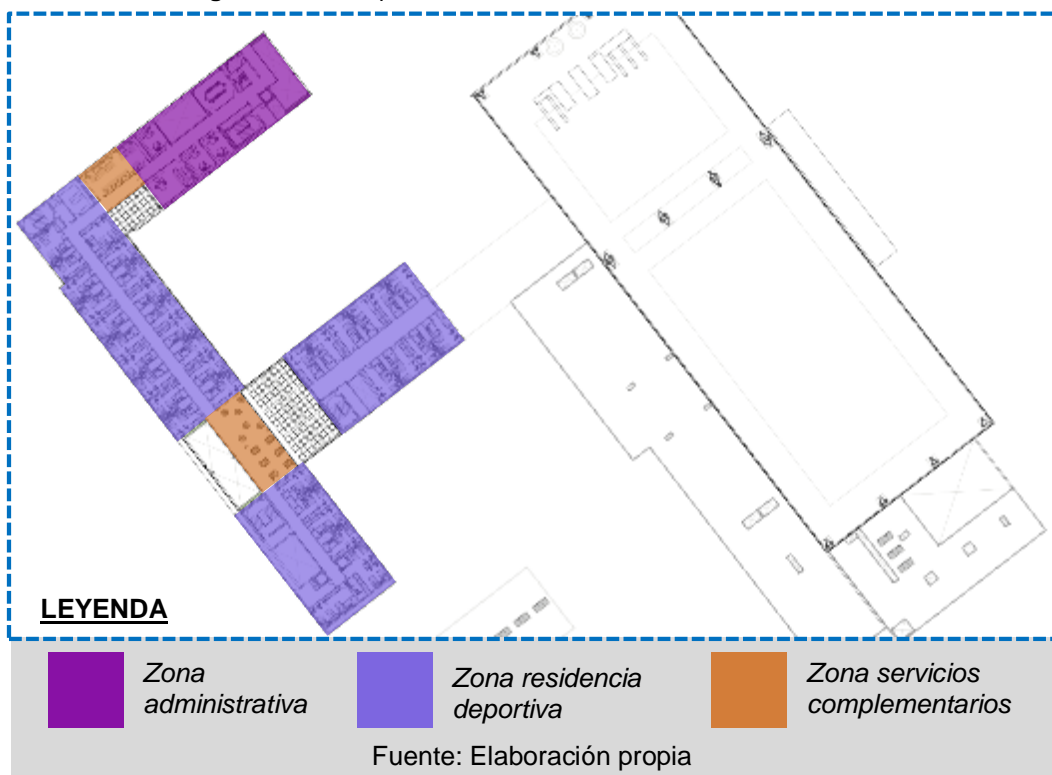 LEYENDA
Zona
administrativa
Zona residencia
deportiva
Zona servicios
complementarios
Fuente: Elaboración propia